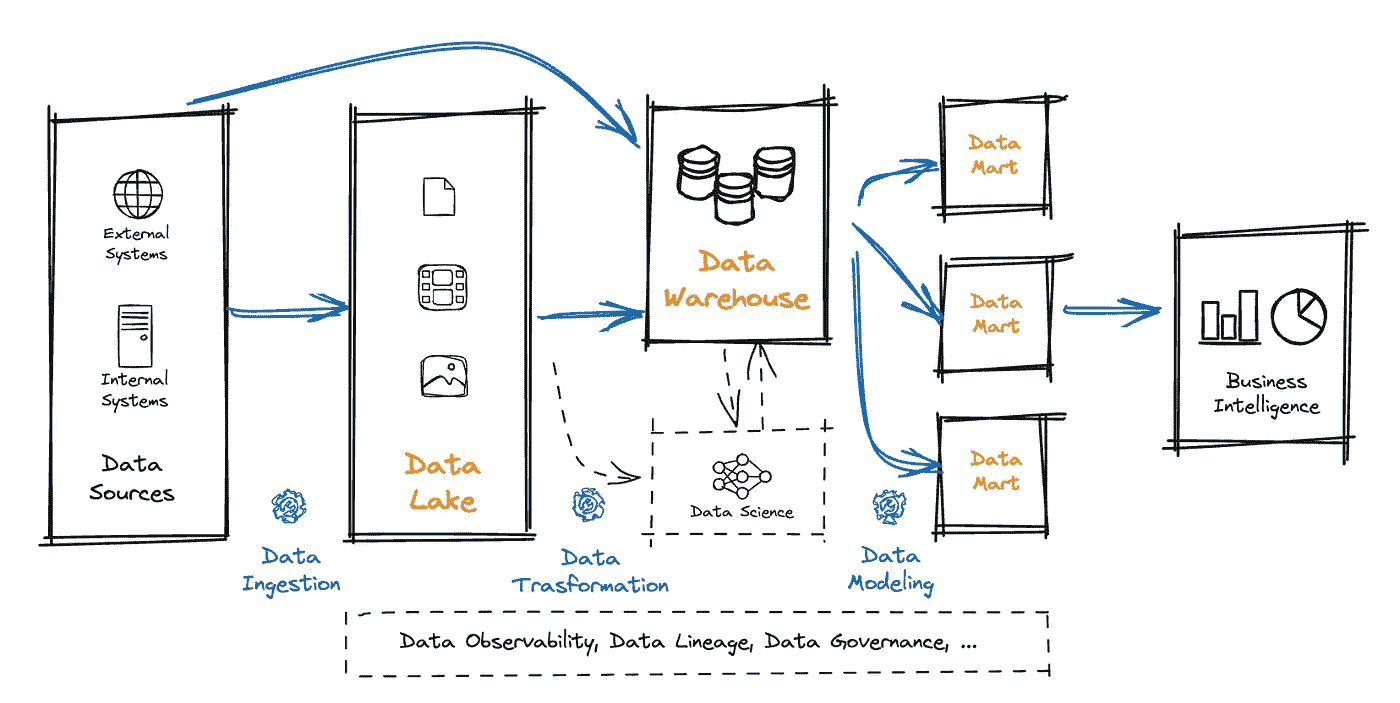 External
Systems
Internal
Systems
Data
Sources
Data
Ingestion
Data
Lake
Data
Trasformation
Data
Warehouse
Data Science
Data
Modeling
Data
Mart
Data
Mart
Data
Mart
Business
Intelligence
Data Observability, Data Lineage, Data Governance, ...